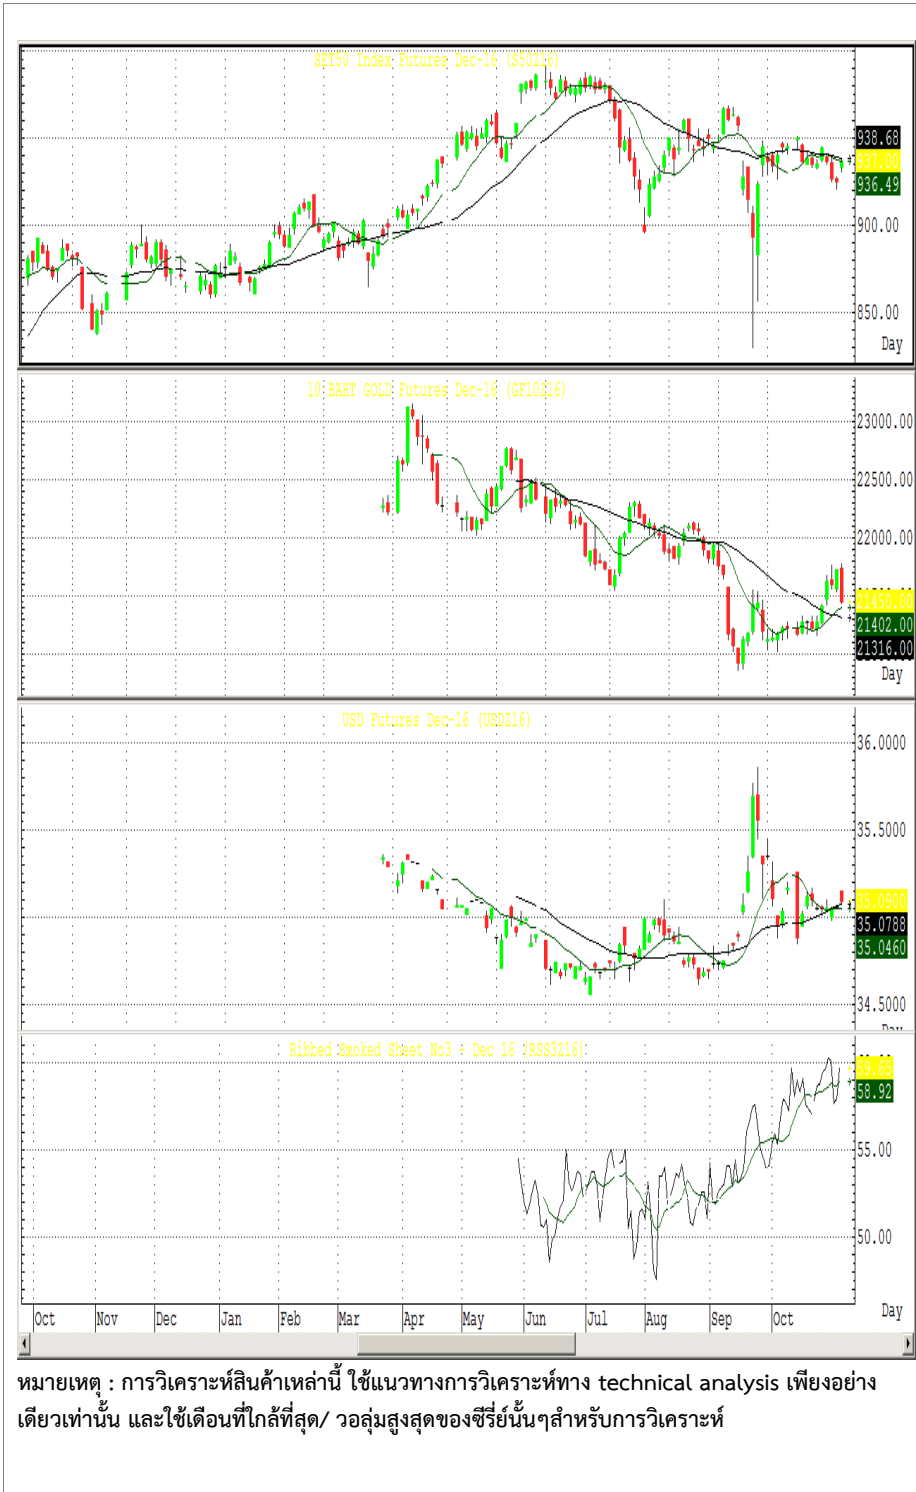 SET50 Index Futures Dec-16 (S50Z16)
938.68
937.00
936.49
900.00
850.00
Day
10 BAHT GOLD Futures Dec-16 (GF10Z16)
23000.00
22500.00
22000.00
21450.00
21402.00
21316.00
Day
USD Futures Dec-16 (USDZ16)
36.0000
35.5000
35.0900
35.0788
35.0460
34.5000
Day
Ribbed Smoked Sheet No3 - Dec 16 (RSS3Z16)
59.65
58.92
55.00
50.00
Day
Oct Nov Dec Jan Feb Mar Apr May Jun Jul Aug Sep Oct
หมายเหตุ : การวิเคราะห์สินค้าเหล่านี้ ใช้แนวทางการวิเคราะห์ทาง technical analysis เพียงอย่าง
เดียวเท่านั้น และใช้เดือนที่ใกล้ที่สุด/ วอลุ่มสูงสุดของซีรี่ย์นั้นๆสำหรับการวิเคราะห์